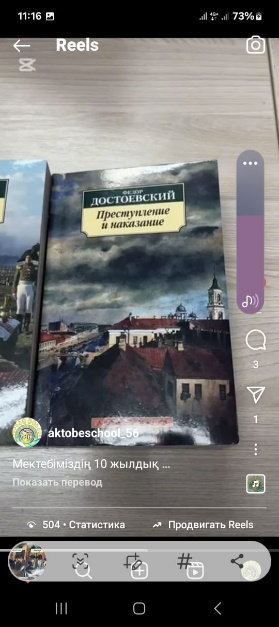 11:16
73%
Reels
ФЕДОР
ДОСТОЕВСКИЙ
Преступление
и наказание
3
1
aktobeschool_56
Мектебіміздің 10 жылдық ...
Показать перевод
504 • Статистика
Продвигать Reels